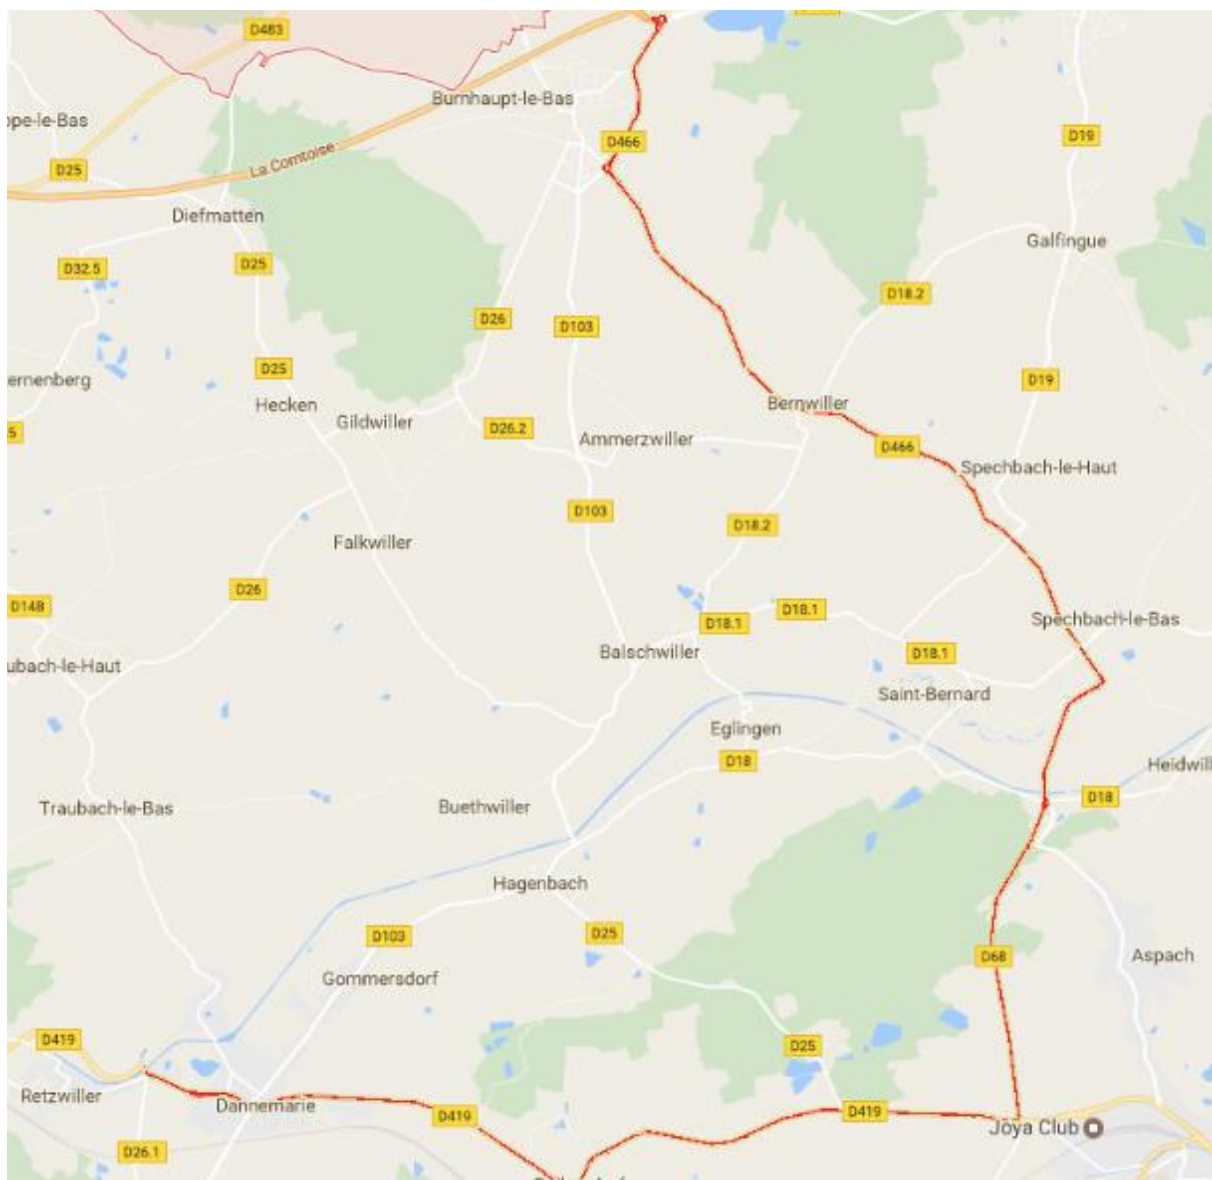 D483
Burnhaupt-le-Bas
ope-le-Bas
D466
D19
La Comtoise
D25
Diefmatten
Galfingue
D32.5
D25
D18.2
D26
D103
D25
D19
ernenberg
Hecken
Bernwiller
Gildwiller
D26.2
Ammerzwiller
5
D466
Spechbach-le-Haut
D103
D18.2
Falkwiller
D26
D14B
D18.1
D18.1
Spechbach-le-Bas
Balschwiller
D18.1
ubach-le-Haut
Saint-Bernard
Eglingen
D18
Heidwill
D18
Traubach-le-Bas
Buethwiller
Hagenbach
D103
D25
D68
Aspach
Gommersdorf
D419
D25
Retzwiller
Dannemarie
D419
D419
Joya Club
D26.1